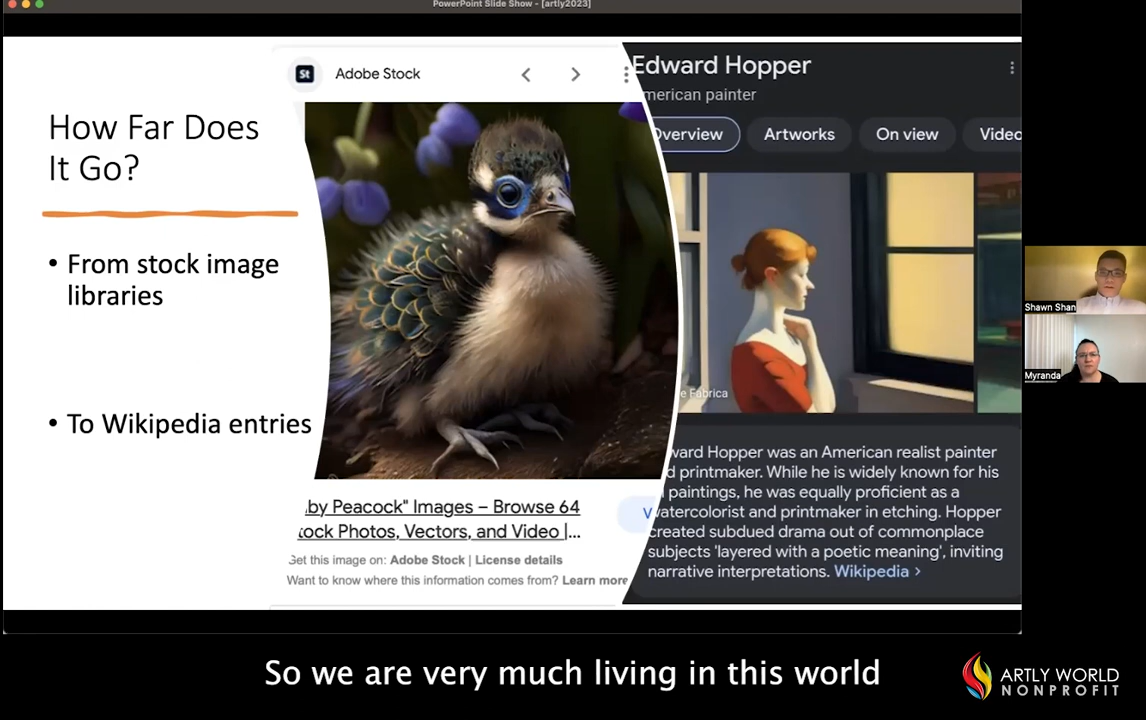 PowerPoint Slide Show - [artly2023]
How Far Does
It Go?
• From stock image
libraries
• To Wikipedia entries
St Adobe Stock
by Peacock" Images – Browse 64
tock Photos, Vectors, and Video |...
Get this image on: Adobe Stock | License details
Want to know where this information comes from? Learn more
V
Edward Hopper
merican painter
Overview Artworks On view Video
e Fabrica
ward Hopper was an American realist painter
d printmaker. While he is widely known for his
l paintings, he was equally proficient as a
watercolorist and printmaker in etching. Hopper
created subdued drama out of commonplace
subjects 'layered with a poetic meaning', inviting
narrative interpretations. Wikipedia >
Shawn Shan
Myranda
So we are very much living in this world
ARTLY WORLD
NONPROFIT